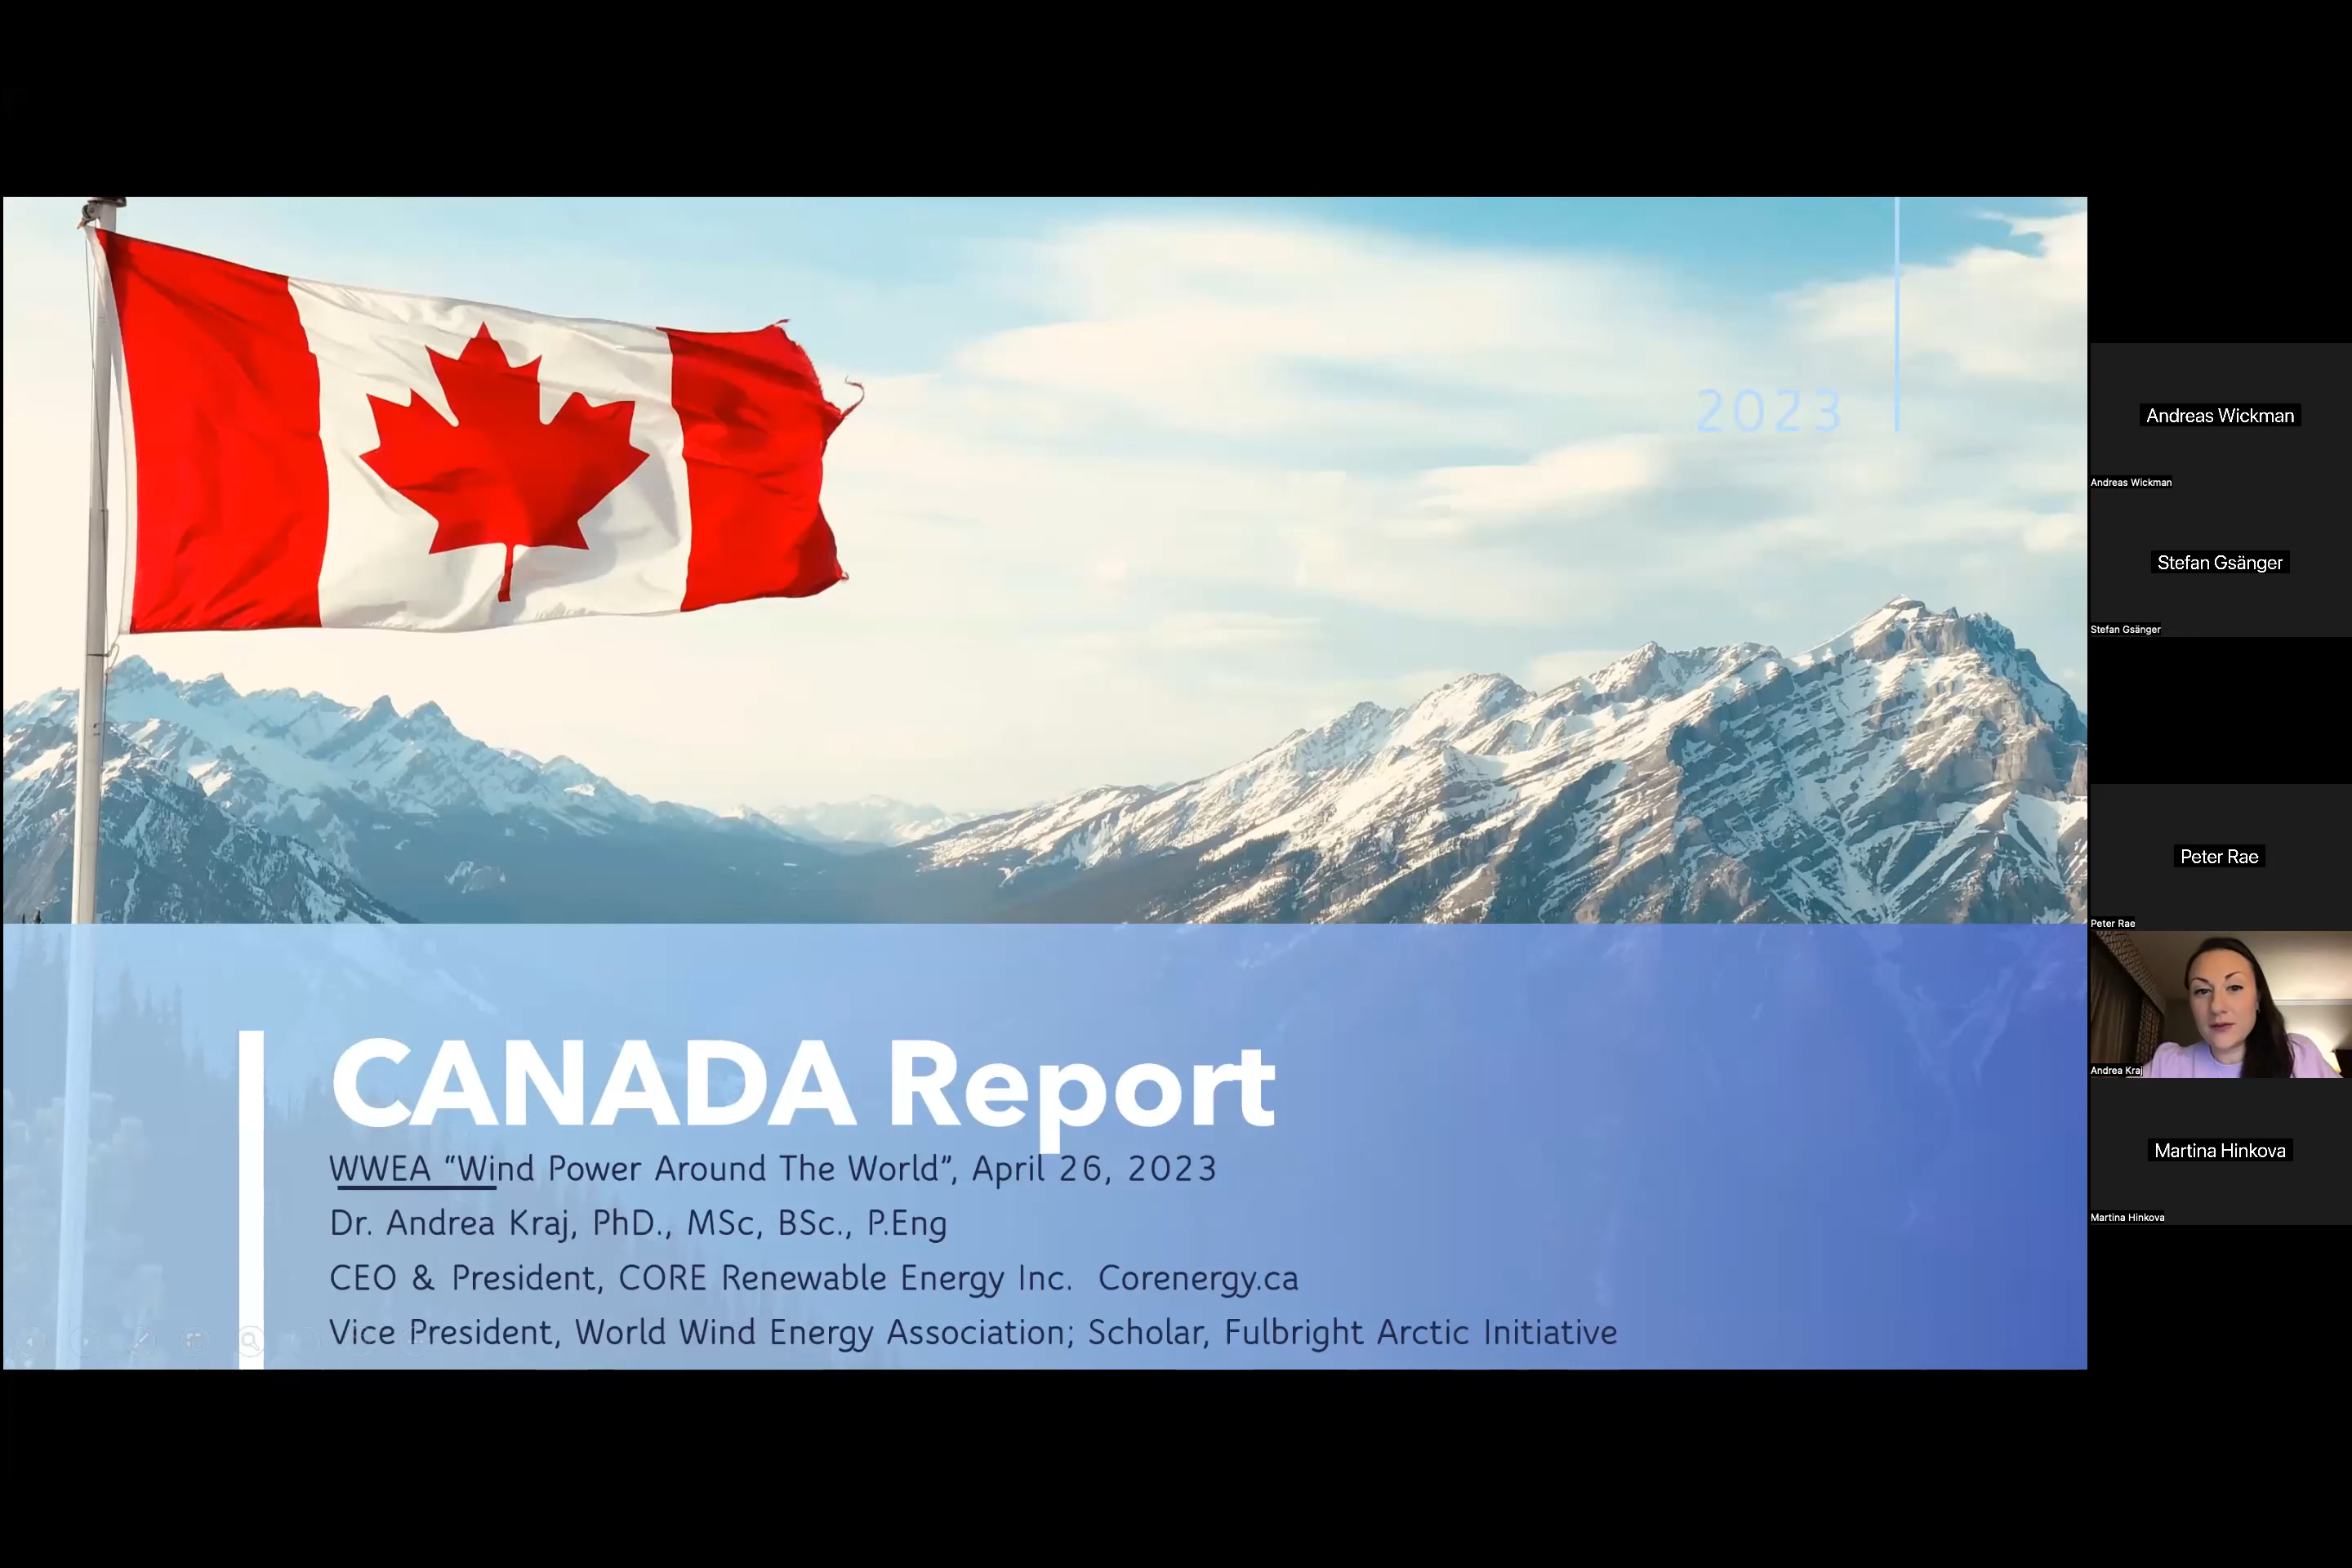 2023
CANADA Report
WWEA “Wind Power Around The World”, April 26, 2023
Dr. Andrea Kraj, PhD., MSc, BSc., P.Eng
CEO & President, CORE Renewable Energy Inc. Corenergy.ca
Vice President, World Wind Energy Association; Scholar, Fulbright Arctic Initiative
Andreas Wickman
Andreas Wickman
Stefan Gsänger
Stefan Gsänger
Peter Rae
Peter Rae
Andrea Kraj
Martina Hinkova
Martina Hinkova